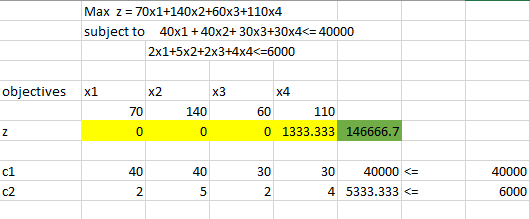 Max z = 70x1+140x2+60x3+110x4
subject to 40x1 + 40x2+ 30x3+30x4<= 40000
2x1+5x2+2x3+4x4<=6000
objectives x1 x2 x3 x4
70 140 60 110
z 0 0 0 1333.333 146666.7
c1 40 40 30 30 40000 <= 40000
c2 2 5 2 4 5333.333 <= 6000